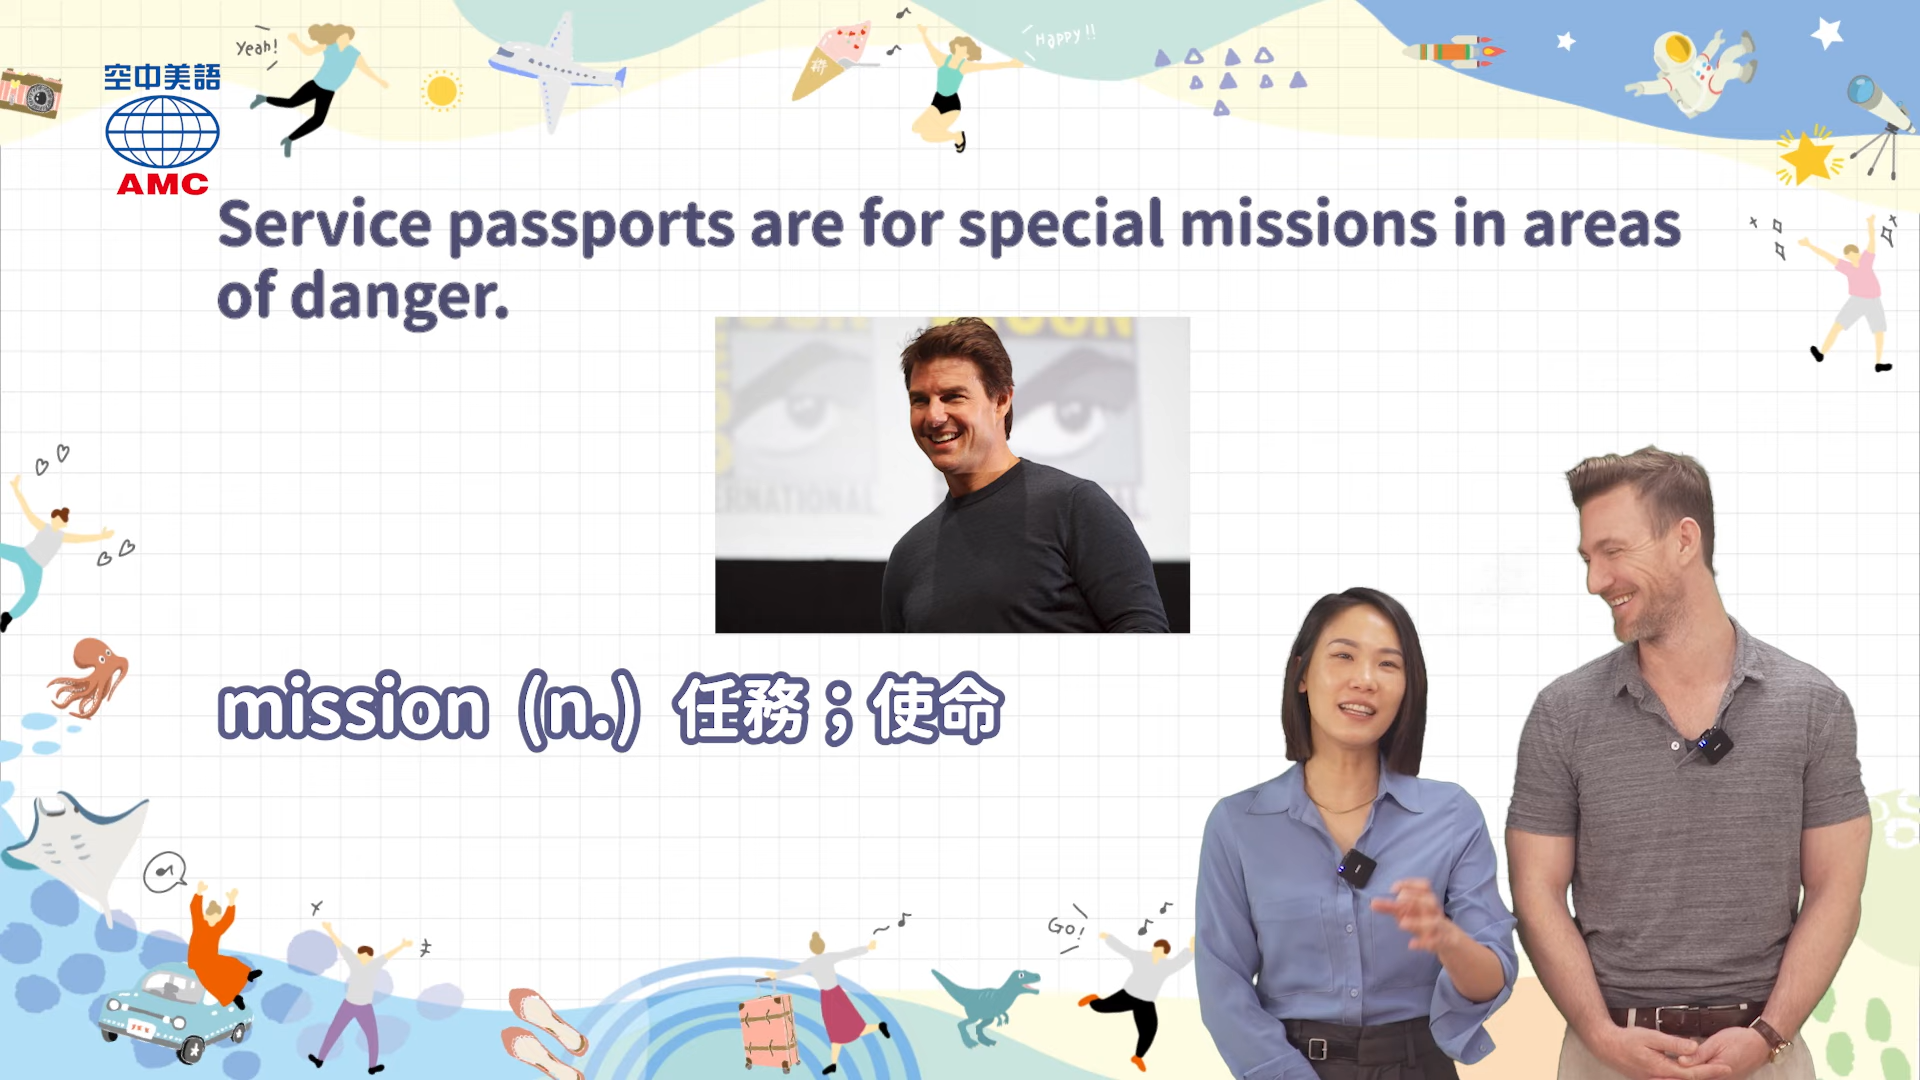 Yeah!
Happy!!
空中美語
AMC
Service passports are for special missions in areas
of danger.
ERNATIONAL
mission (n.) 任務；使命
Go!